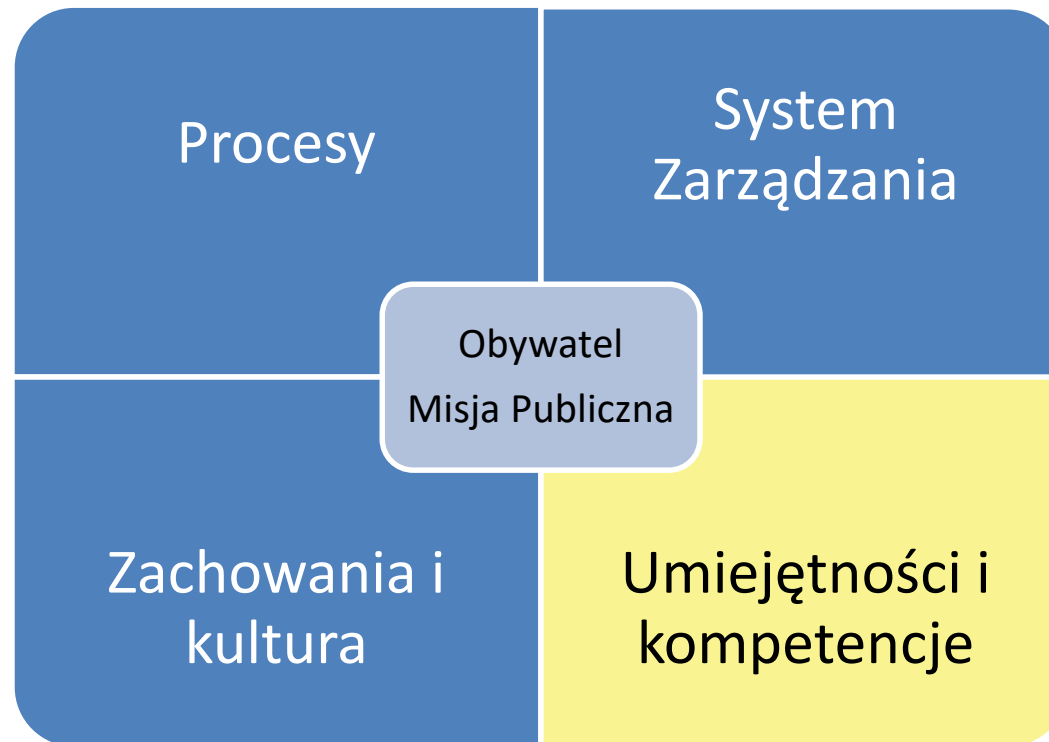 Procesy
System
Zarządzania
Obywatel
Misja Publiczna
Zachowania i
kultura
Umiejętności i
kompetencje